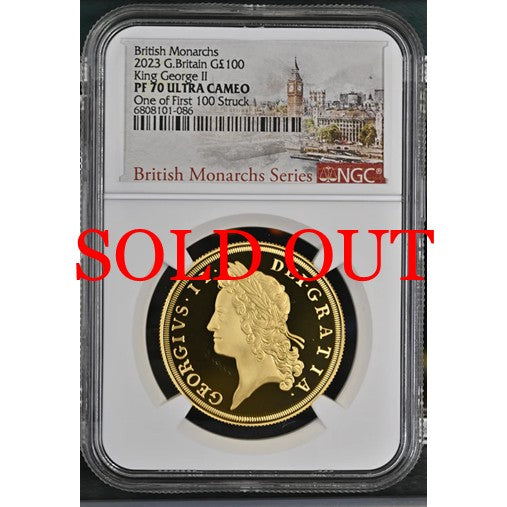 British Monarchs
2023 G.Britain G£100
King George II
PF 70 ULTRA CAMEO
One of First 100 Struck
6808101-086
British Monarchs Series NGC®
SOLD OUT
GEORGIVS · I DEI · GRATIA ·